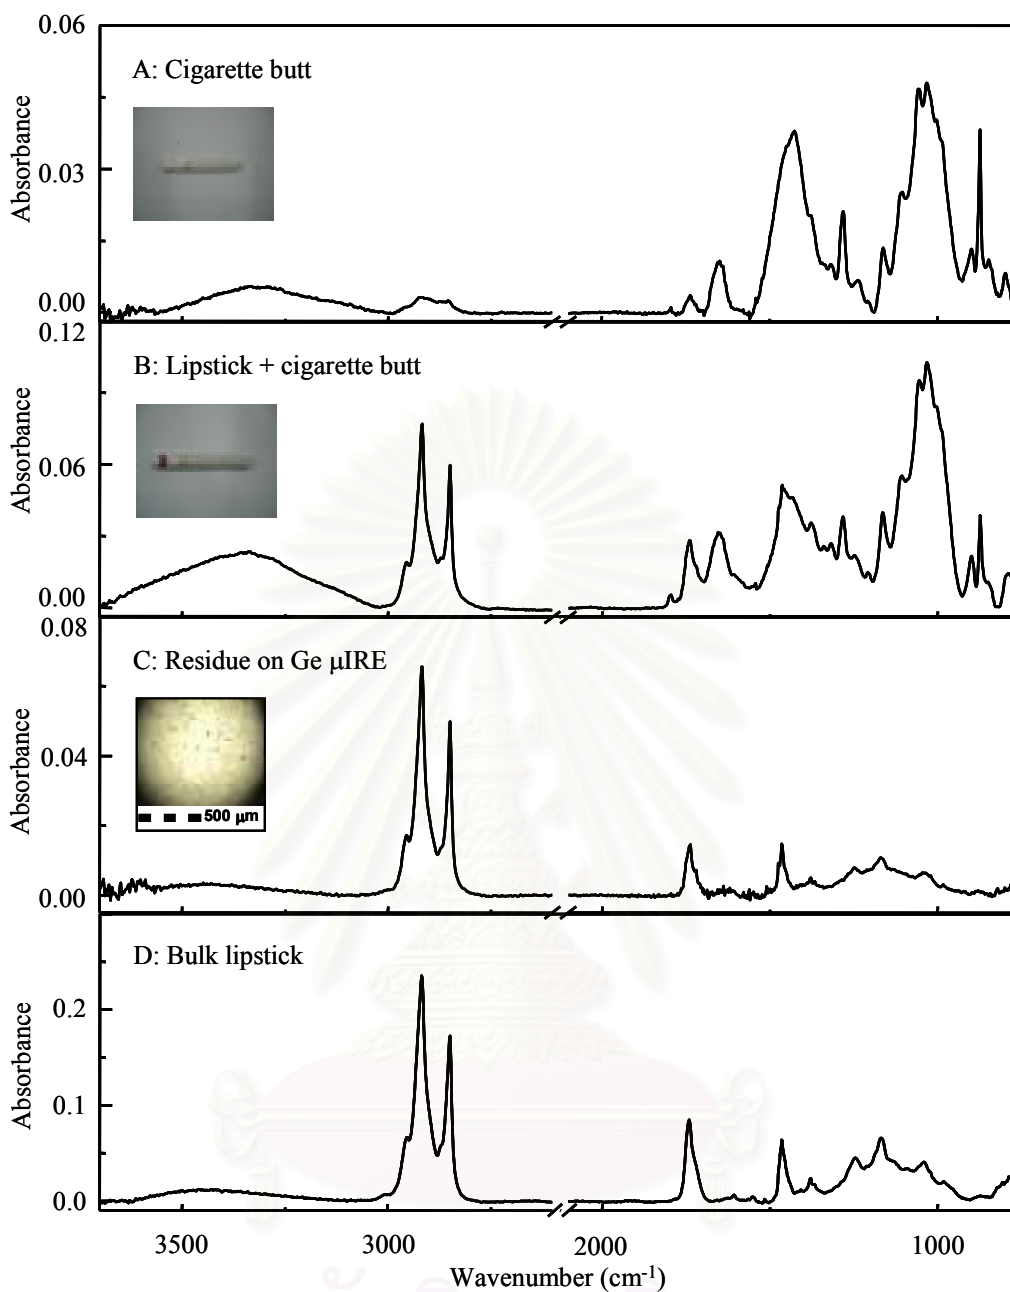 0.06
A: Cigarette butt
Absorbance
0.03
0.00
0.12
B: Lipstick + cigarette butt
Absorbance
0.06
0.00
0.08
C: Residue on Ge μIRE
Absorbance
0.04
500 μm
0.00
D: Bulk lipstick
Absorbance
0.2
0.1
0.0
3500 3000 2000 1000
Wavenumber (cm-1)